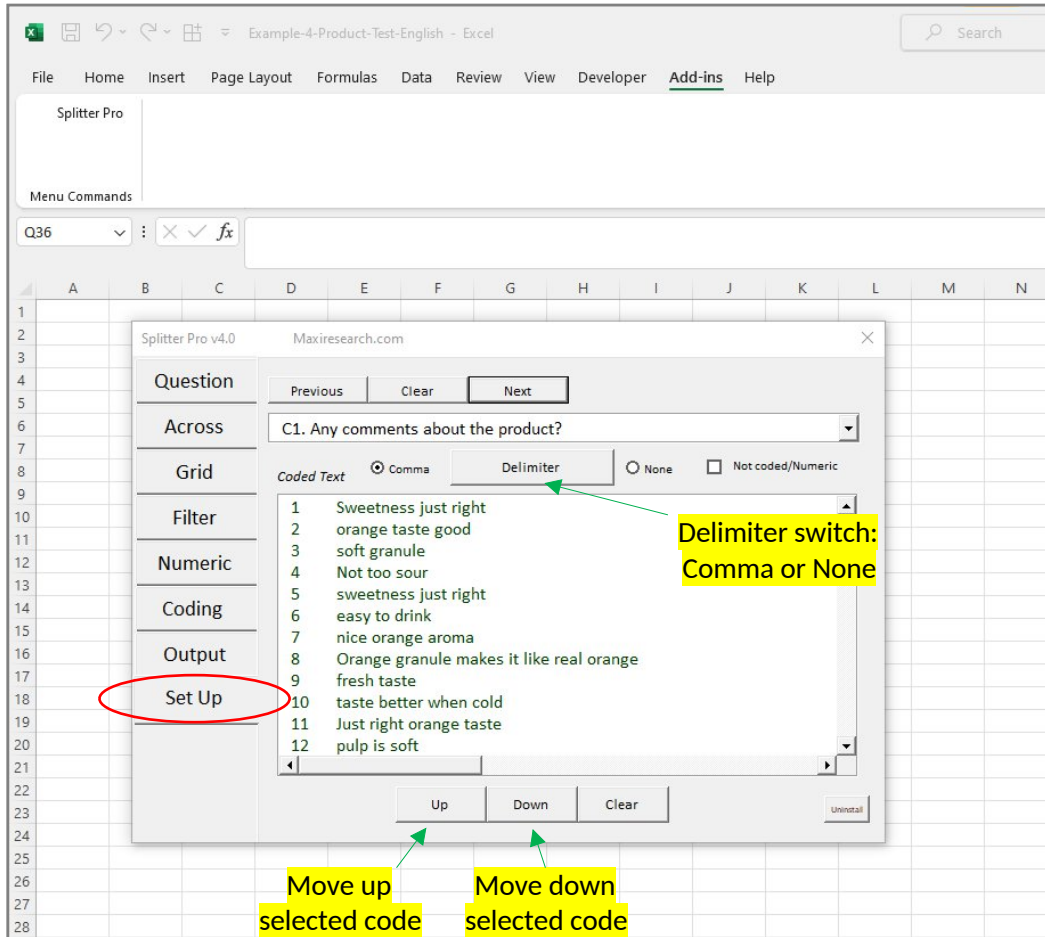 Example-4-Product-Test-English - Excel
Search
File Home Insert Page Layout Formulas Data Review View Developer Add-ins Help
Splitter Pro
Menu Commands
Q36
fx
A B C D E F G H I J K L M N
1
2
3
4
5
6
7
8
9
10
11
12
13
14
15
16
17
18
19
20
21
22
23
24
25
26
27
28
Splitter Pro v4.0 Maxiresearch.com
Question
Across
Grid
Filter
Numeric
Coding
Output
Set Up
Previous Clear Next
C1. Any comments about the product?
Coded Text Comma Delimiter None Not coded/Numeric
1 Sweetness just right
2 orange taste good
3 soft granule
4 Not too sour
5 sweetness just right
6 easy to drink
7 nice orange aroma
8 Orange granule makes it like real orange
9 fresh taste
10 taste better when cold
11 Just right orange taste
12 pulp is soft
Delimiter switch:
Comma or None
Up Down Clear
Uninstall
Move up
selected code
Move down
selected code